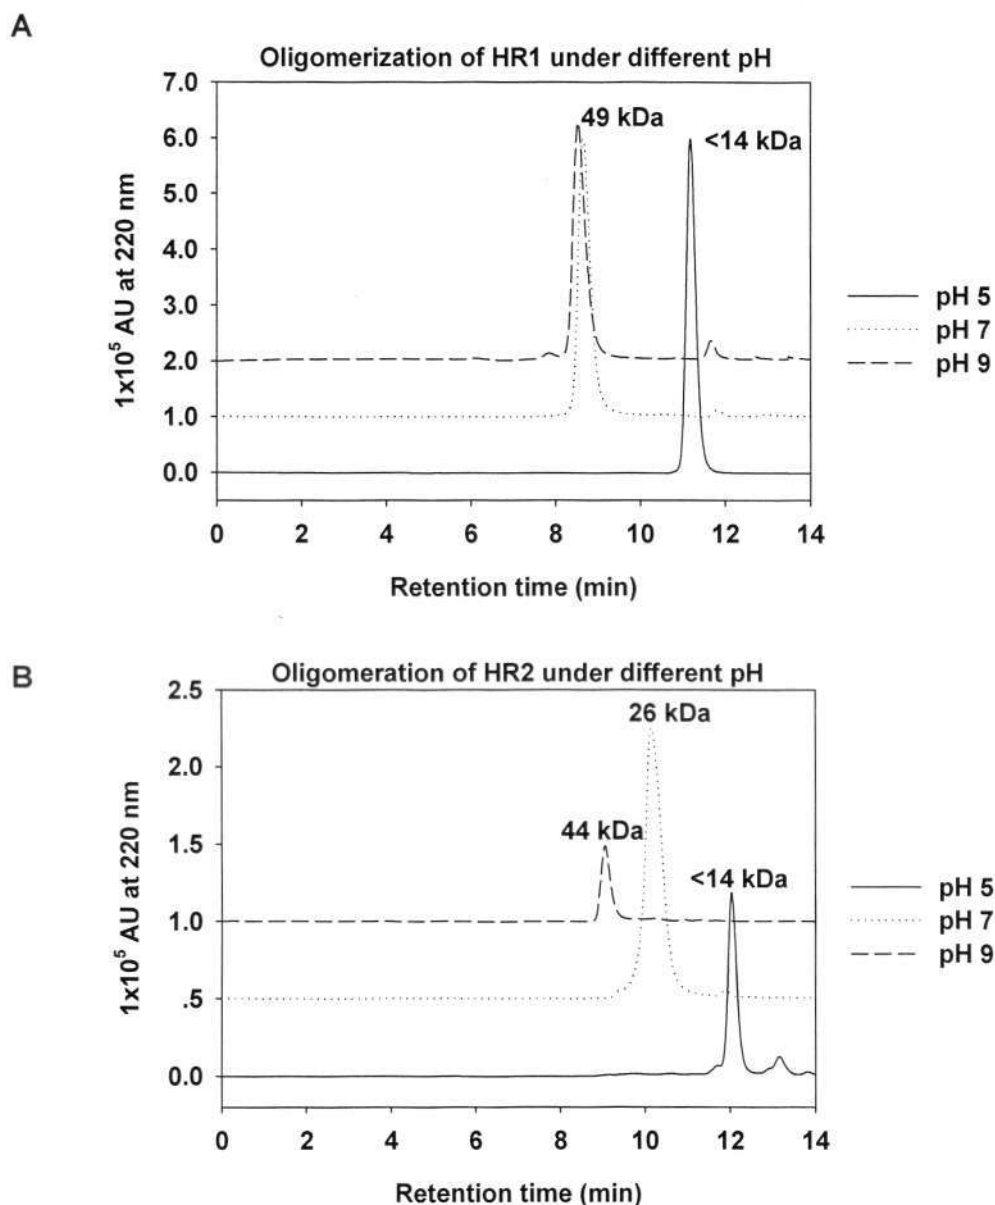 A
Oligomerization of HR1 under different pH
7.0
6.0
5.0
4.0
3.0
2.0
1.0
0.0
1x10⁵ AU at 220 nm
49 kDa
<14 kDa
pH 5
pH 7
pH 9
0 2 4 6 8 10 12 14
Retention time (min)
B
Oligomeration of HR2 under different pH
2.5
2.0
1.5
1.0
.5
0.0
1x10⁵ AU at 220 nm
26 kDa
44 kDa
<14 kDa
pH 5
pH 7
pH 9
0 2 4 6 8 10 12 14
Retention time (min)